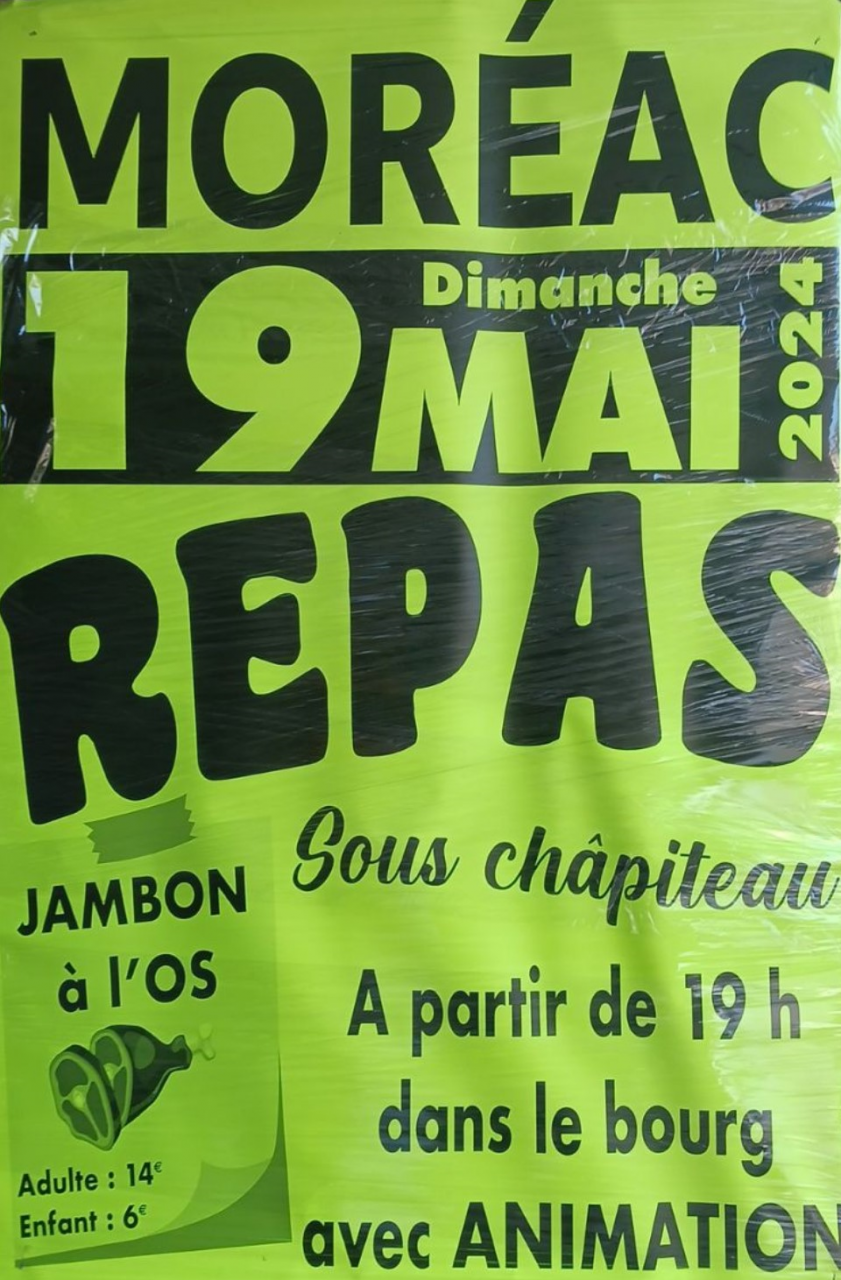 MORÉAC
Dimanche
19 MAI 2024
REPAS
Sous châpiteau
JAMBON
à l'OS
Adulte : 14€
Enfant : 6€
A partir de 19 h
dans le bourg
avec ANIMATION